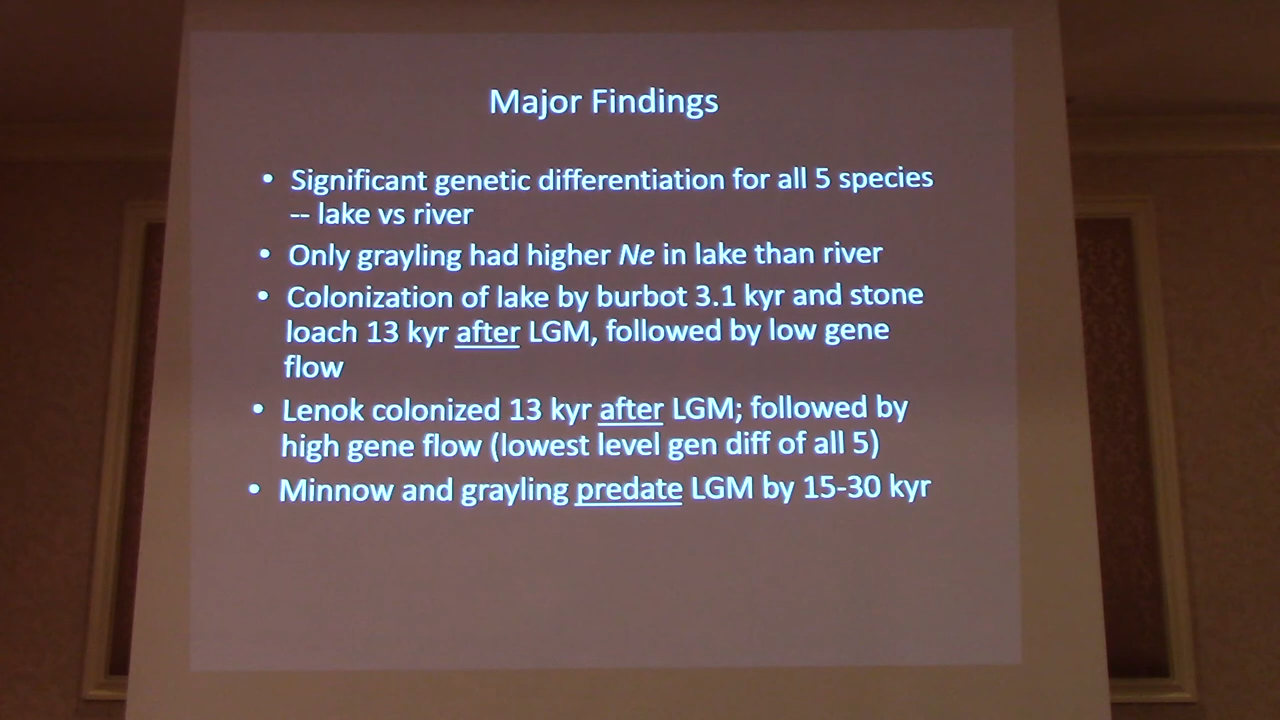 Major Findings
• Significant genetic differentiation for all 5 species
-- lake vs river
• Only grayling had higher Ne in lake than river
• Colonization of lake by burbot 3.1 kyr and stone
loach 13 kyr after LGM, followed by low gene
flow
• Lenok colonized 13 kyr after LGM; followed by
high gene flow (lowest level gen diff of all 5)
• Minnow and grayling predate LGM by 15-30 kyr